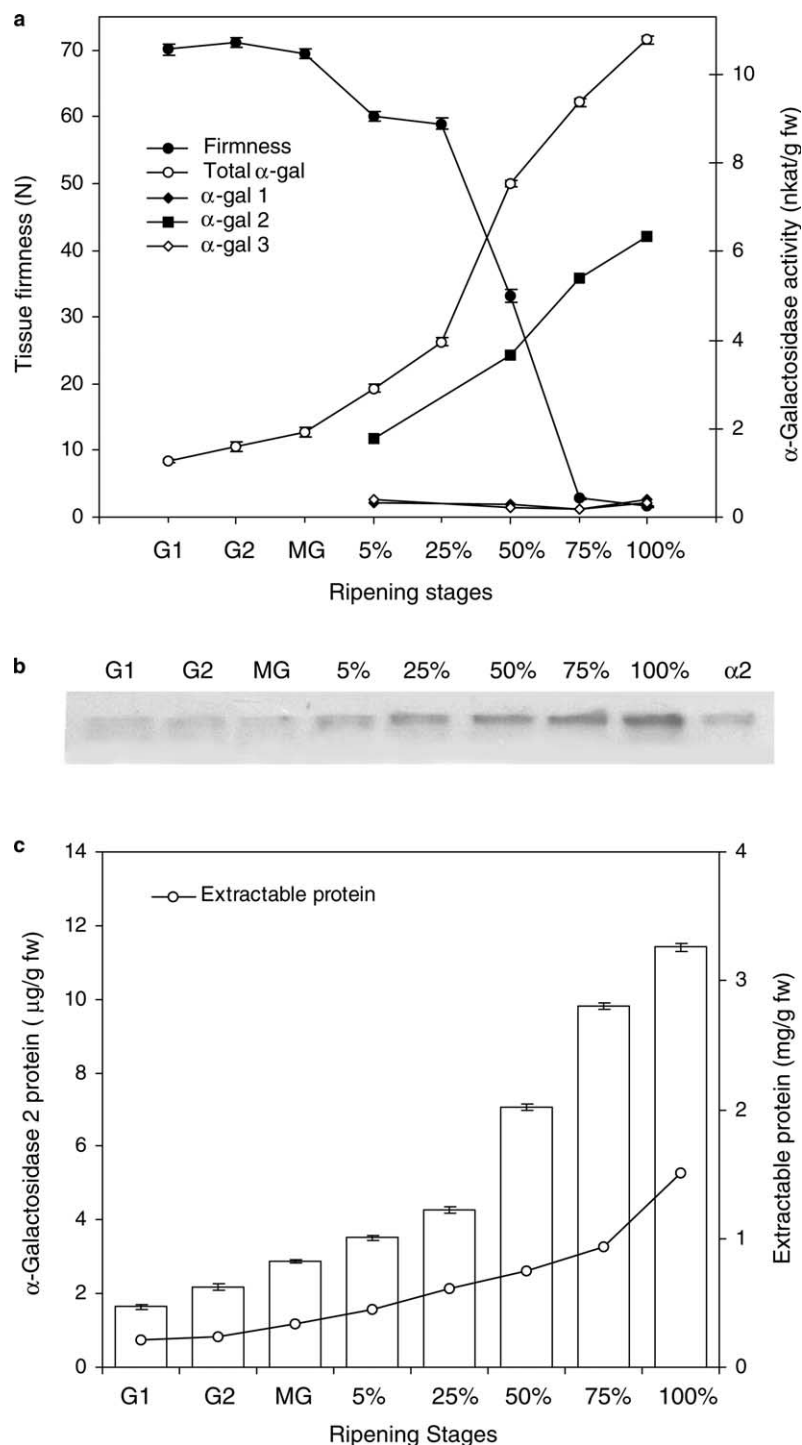 a
70
60
50
40
30
20
10
0
Tissue firmness (N)
Firmness
Total α-gal
α-gal 1
α-gal 2
α-gal 3
10
8
6
4
2
0
α-Galactosidase activity (nkat/g fw)
G1 G2 MG 5% 25% 50% 75% 100%
Ripening stages
b
G1 G2 MG 5% 25% 50% 75% 100% α2
c
14
12
10
8
6
4
2
0
α-Galactosidase 2 protein ( μg/g fw)
Extractable protein
4
3
2
1
0
Extractable protein (mg/g fw)
G1 G2 MG 5% 25% 50% 75% 100%
Ripening Stages